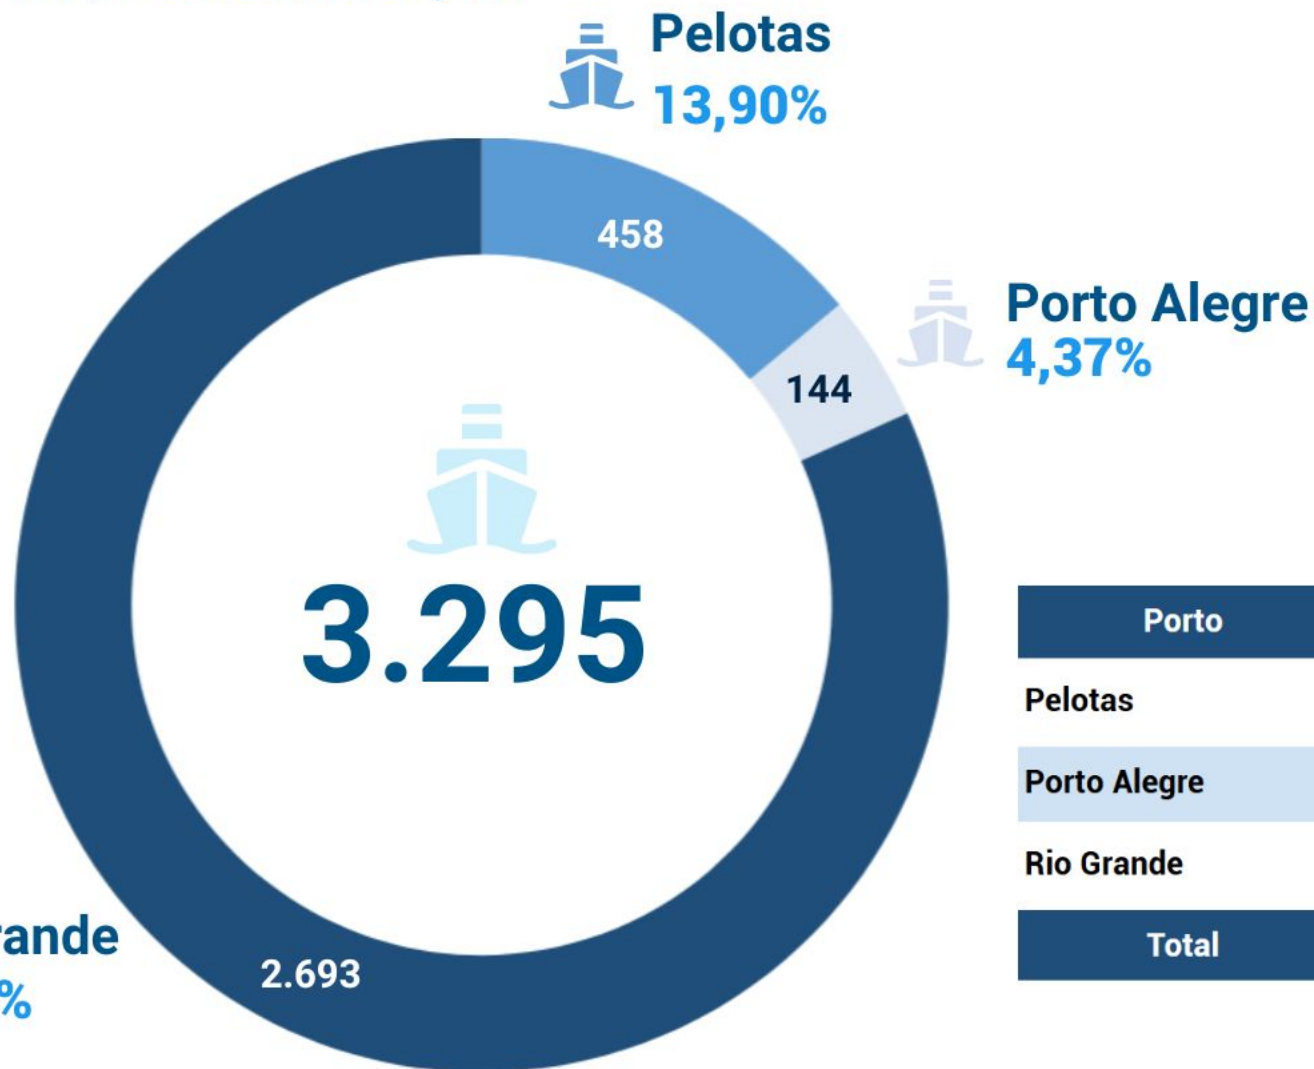 Pelotas
13,90%
458
Porto Alegre
4,37%
144
3.295
Porto
Pelotas
Porto Alegre
Rio Grande
Total
rande
%
2.693